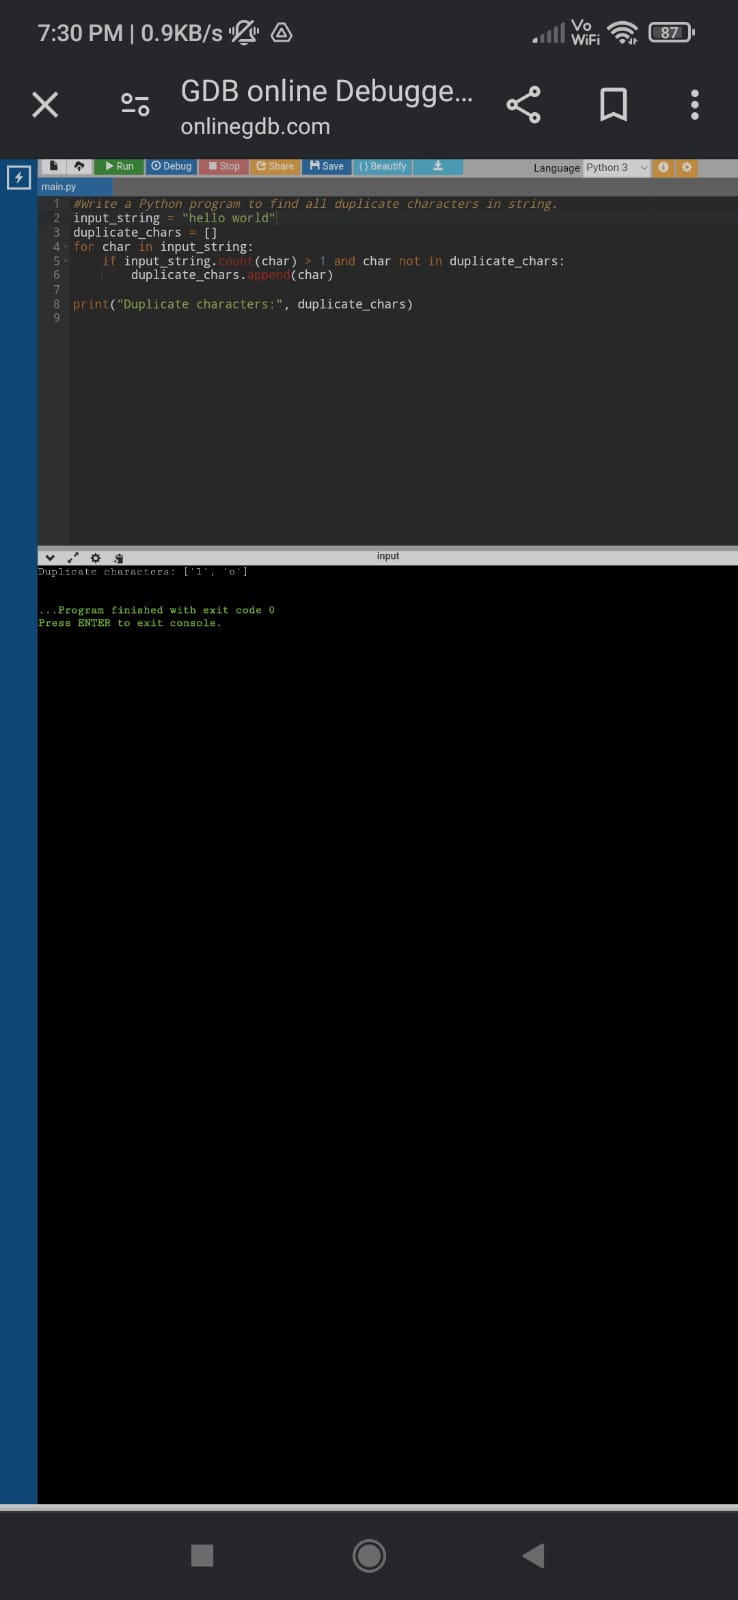 7:30 PM | 0.9KB/s
Vo
WiFi
87
GDB online Debugge...
onlinegdb.com
Run Debug Stop Share Save {} Beautify
Language Python 3
main.py
1 #Write a Python program to find all duplicate characters in string.
2 input_string = "hello world"
3 duplicate_chars = []
4 for char in input_string:
5     if input_string.count(char) > 1 and char not in duplicate_chars:
6         duplicate_chars.append(char)
7
8 print("Duplicate characters:", duplicate_chars)
9
input
Duplicate characters: ['l', 'o']
...Program finished with exit code 0
Press ENTER to exit console.